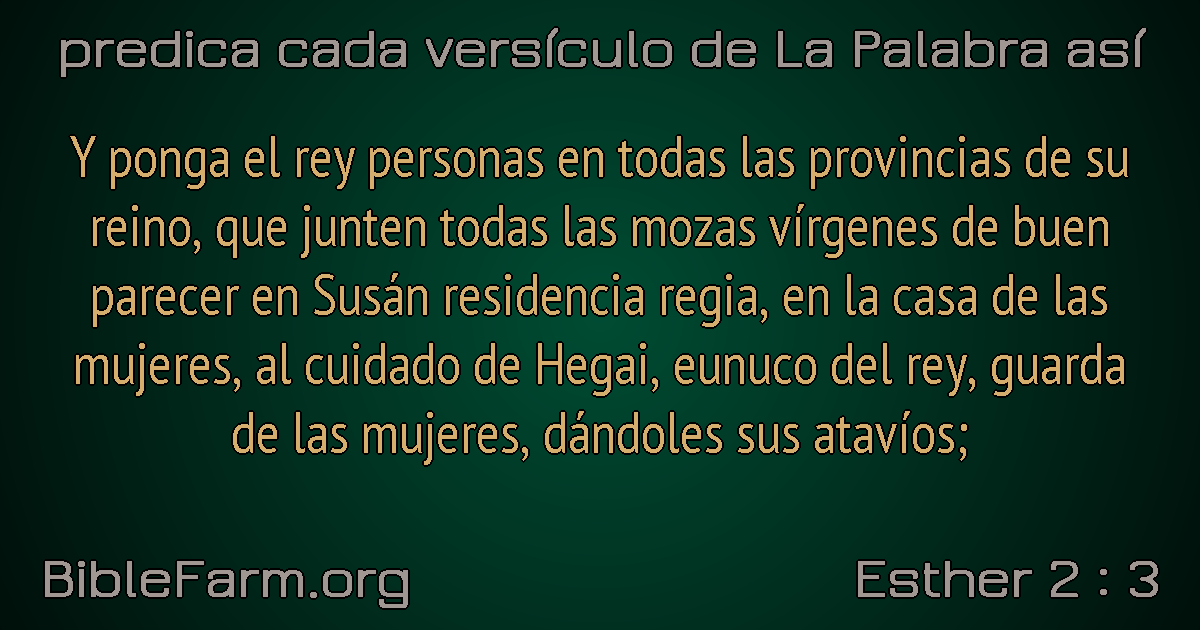 predica cada versículo de La Palabra así
Y ponga el rey personas en todas las provincias de su
reino, que junten todas las mozas vírgenes de buen
parecer en Susán residencia regia, en la casa de las
mujeres, al cuidado de Hegai, eunuco del rey, guarda
de las mujeres, dándoles sus atavíos;
BibleFarm.org
Esther 2 : 3